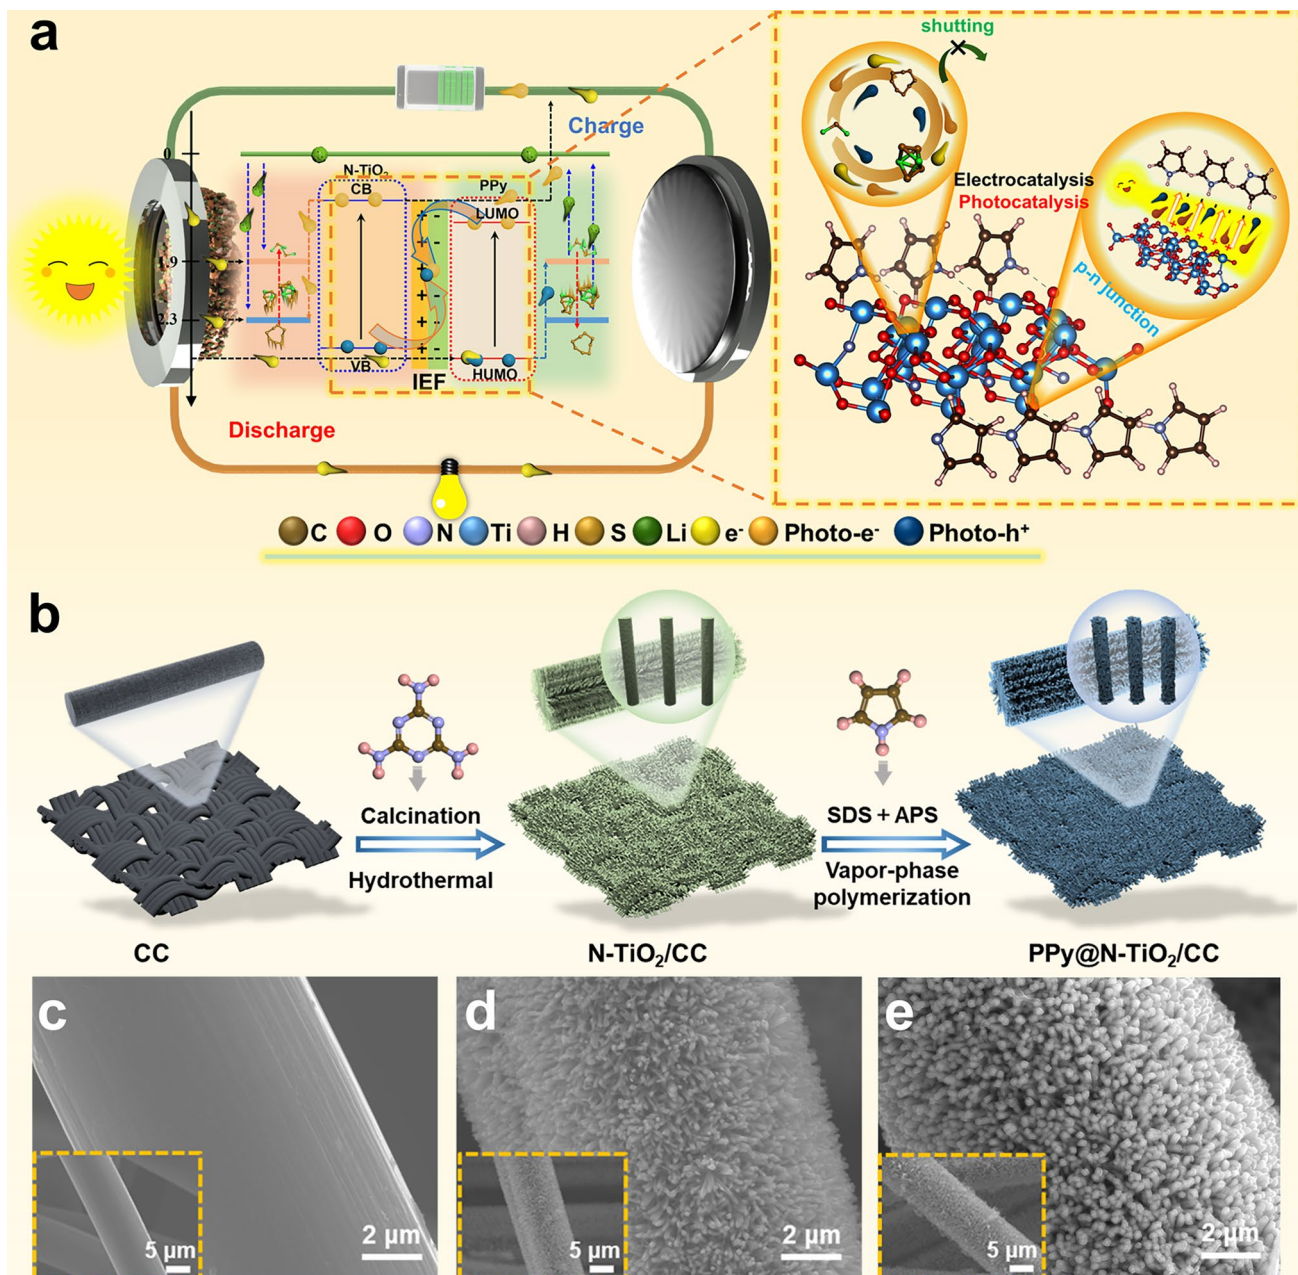 a
shutting
Charge
0
N-TiO₂
CB
PPy
LUMO
Electrocatalysis
Photocatalysis
+ -
-
+
+ -
+
+
2.3
p-n junction
VB
IEF
HUMO
Discharge
C O N Ti H S Li e⁻ Photo-e⁻ Photo-h⁺
b
Calcination
Hydrothermal
SDS + APS
Vapor-phase
polymerization
CC
N-TiO₂/CC
PPy@N-TiO₂/CC
c
d
e
5 µm
2 µm
5 µm
2 µm
5 µm
2 µm